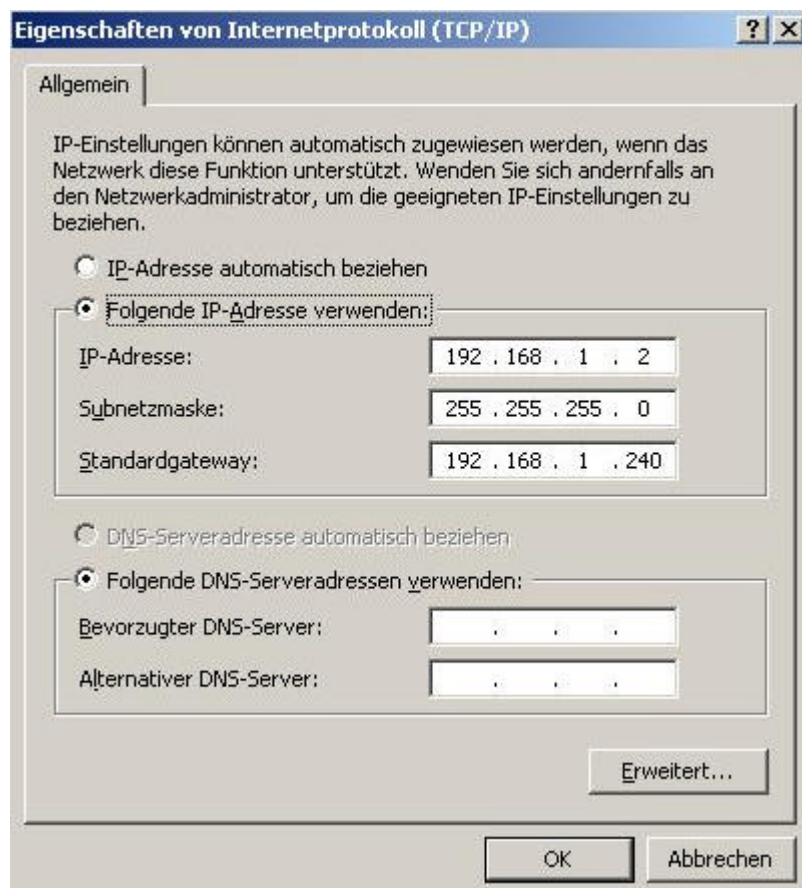 Eigenschaften von Internetprotokoll (TCP/IP)
Allgemein
IP-Einstellungen können automatisch zugewiesen werden, wenn das
Netzwerk diese Funktion unterstützt. Wenden Sie sich andernfalls an
den Netzwerkadministrator, um die geeigneten IP-Einstellungen zu
beziehen.
IP-Adresse automatisch beziehen
Folgende IP-Adresse verwenden:
IP-Adresse: 192 . 168 . 1 . 2
Subnetzmaske: 255 . 255 . 255 . 0
Standardgateway: 192 . 168 . 1 . 240
DNS-Serveradresse automatisch beziehen
Folgende DNS-Serveradressen verwenden:
Bevorzugter DNS-Server: . . .
Alternativer DNS-Server: . . .
Erweitert...
OK Abbrechen